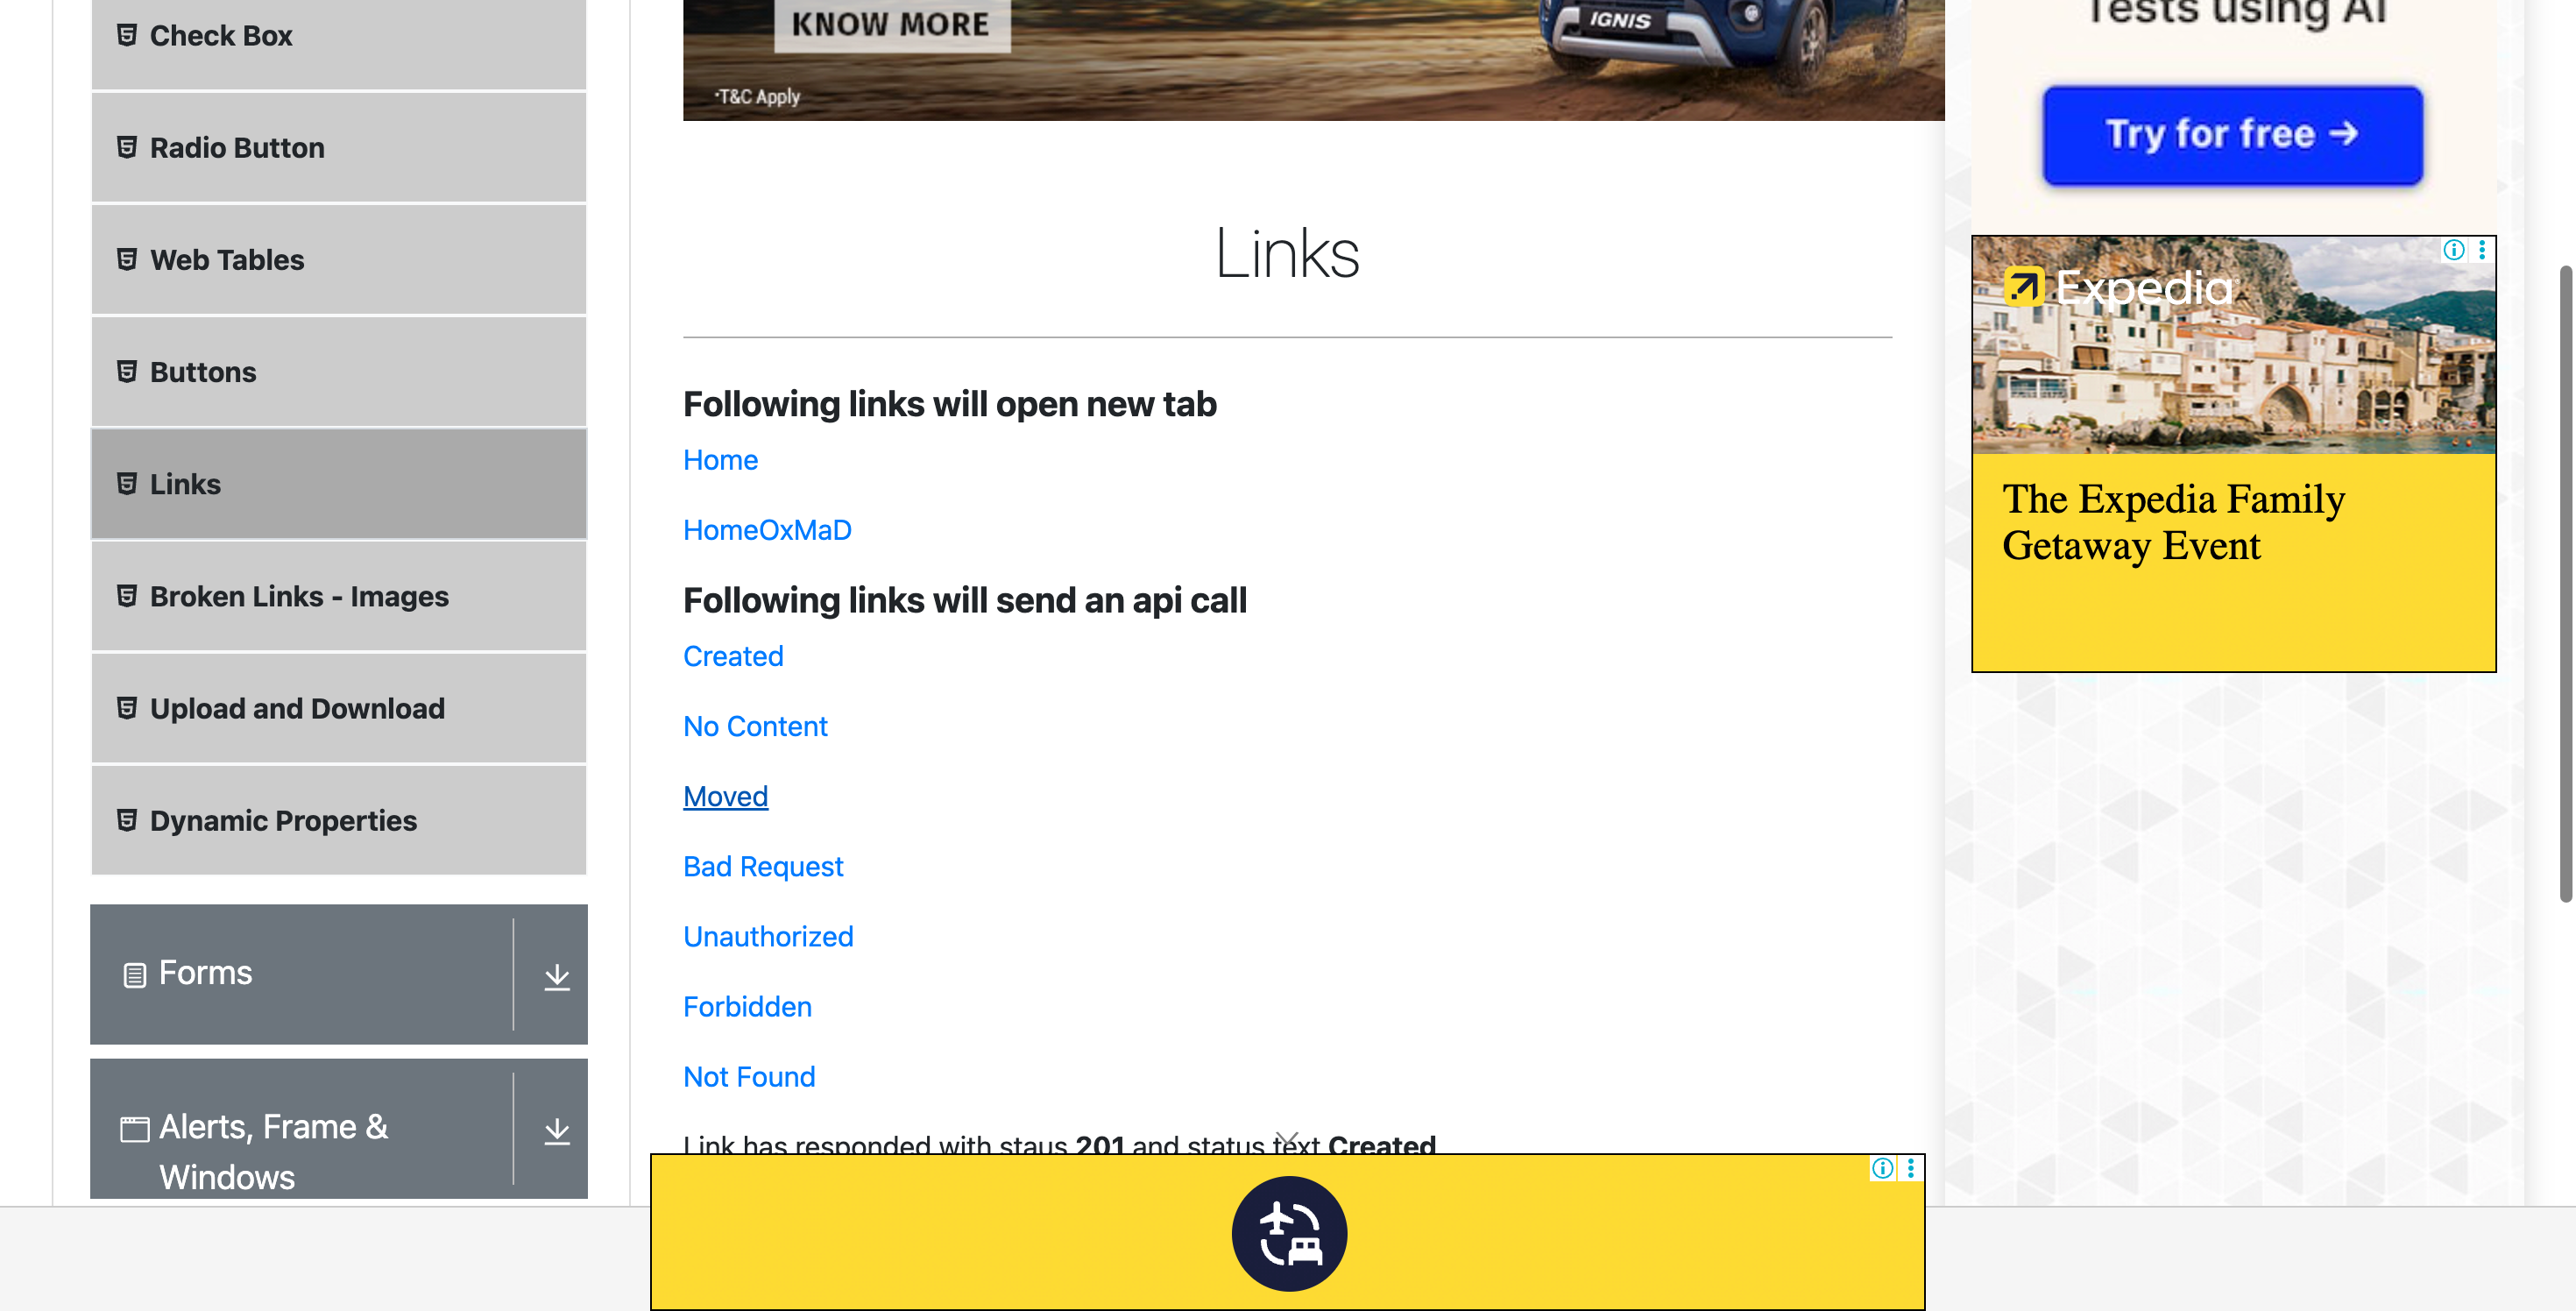 Check Box
Radio Button
Web Tables
Buttons
Links
Broken Links - Images
Upload and Download
Dynamic Properties
Forms
Alerts, Frame &
Windows
KNOW MORE
IGNIS
*T&C Apply
Links
Following links will open new tab
Home
HomeOxMaD
Following links will send an api call
Created
No Content
Moved
Bad Request
Unauthorized
Forbidden
Not Found
Link has responded with staus 201 and status text Created
Tests using AI
Try for free →
Expedia
The Expedia Family
Getaway Event